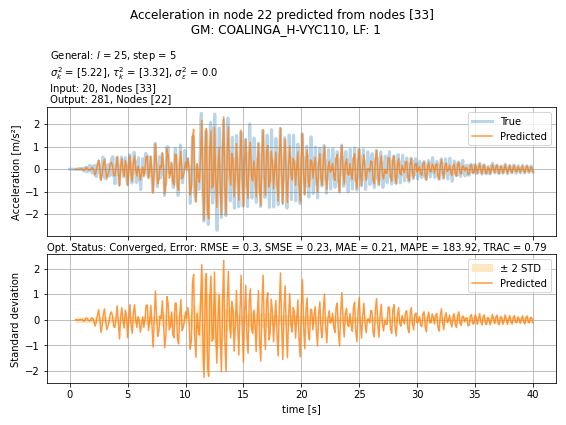 Acceleration in node 22 predicted from nodes [33]
GM: COALINGA_H-VYC110, LF: 1
General: l = 25, step = 5
σ²ₖ = [5.22], τ²ₖ = [3.32], σ²ε = 0.0
Input: 20, Nodes [33]
Output: 281, Nodes [22]
Acceleration [m/s²]
2
1
0
−1
−2
True
Predicted
Opt. Status: Converged, Error: RMSE = 0.3, SMSE = 0.23, MAE = 0.21, MAPE = 183.92, TRAC = 0.79
Standard deviation
2
1
0
−1
−2
± 2 STD
Predicted
0 5 10 15 20 25 30 35 40
time [s]